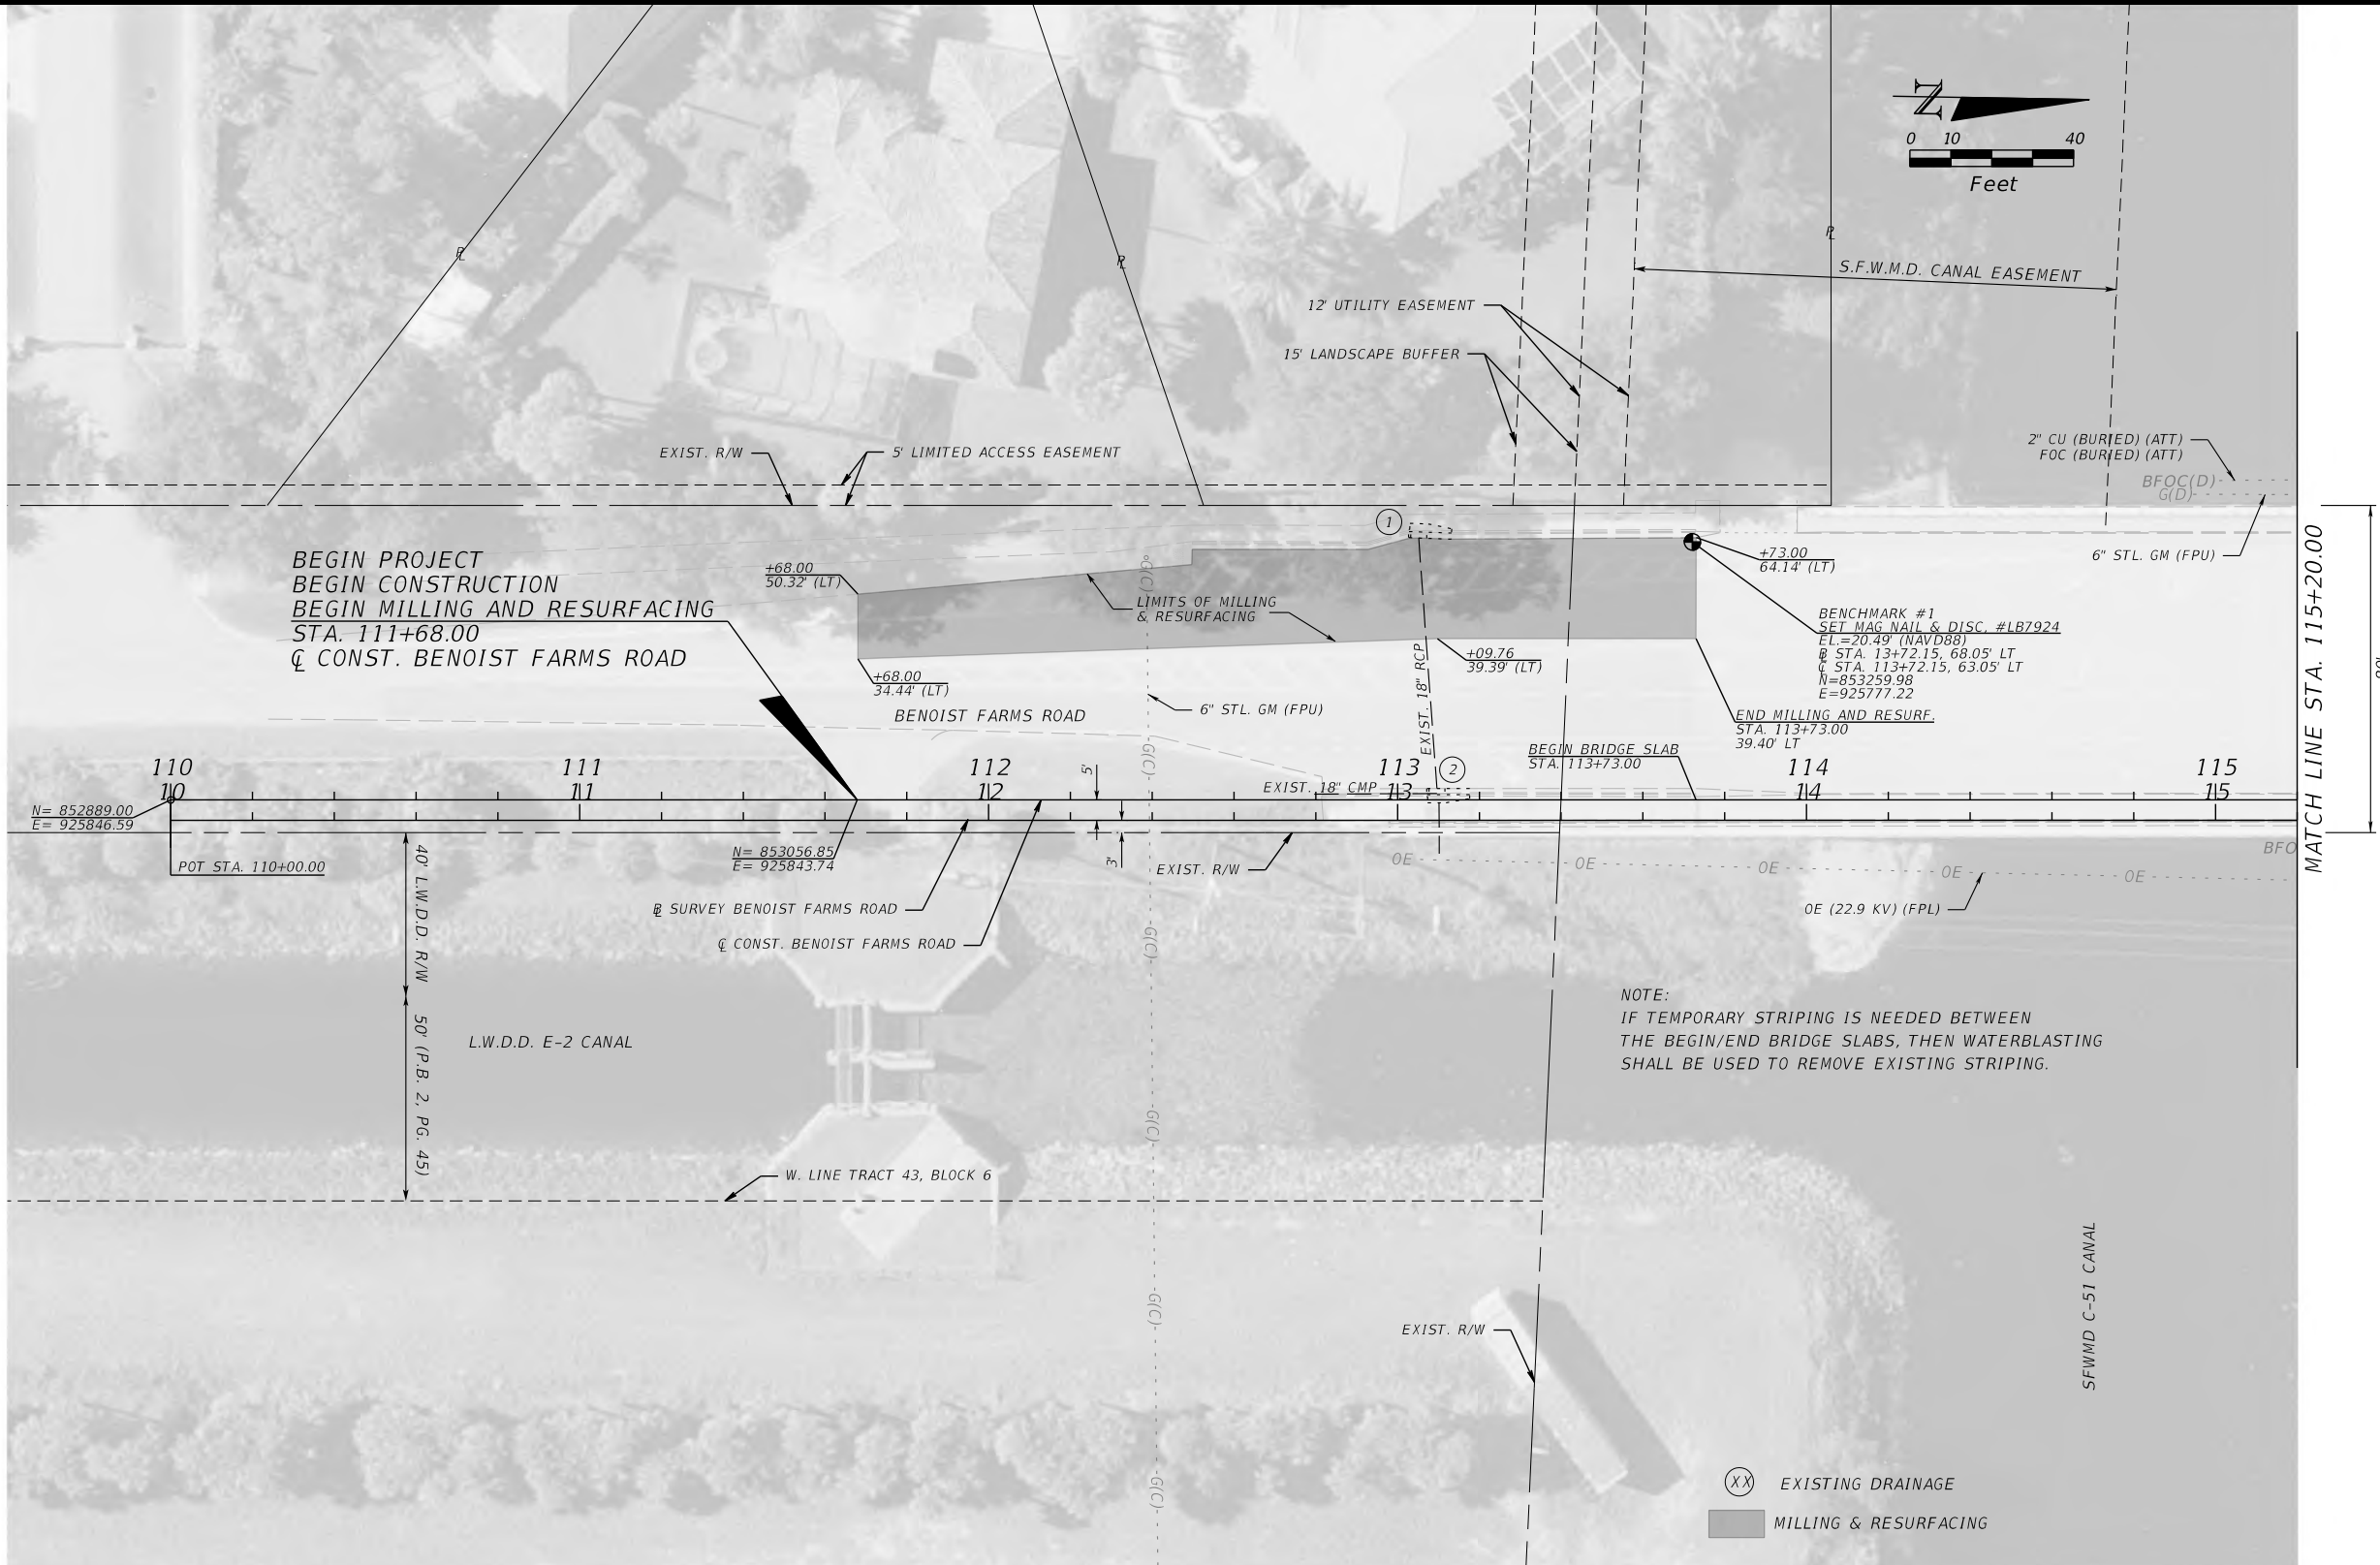 N
0 10 40
Feet
S.F.W.M.D. CANAL EASEMENT
12' UTILITY EASEMENT
15' LANDSCAPE BUFFER
EXIST. R/W
5' LIMITED ACCESS EASEMENT
2" CU (BURIED) (ATT)
FOC (BURIED) (ATT)
BFOC(D)
G(D)
6" STL. GM (FPU)
BEGIN PROJECT
BEGIN CONSTRUCTION
BEGIN MILLING AND RESURFACING
STA. 111+68.00
℄ CONST. BENOIST FARMS ROAD
+68.00
50.32' (LT)
LIMITS OF MILLING
& RESURFACING
1
+73.00
64.14' (LT)
BENCHMARK #1
SET MAG NAIL & DISC, #LB7924
EL.=20.49' (NAVD88)
BL STA. 13+72.15, 68.05' LT
℄ STA. 113+72.15, 63.05' LT
N=853259.98
E=925777.22
MATCH LINE STA. 115+20.00
+68.00
34.44' (LT)
+09.76
39.39' (LT)
EXIST. 18" RCP
BENOIST FARMS ROAD
6" STL. GM (FPU)
END MILLING AND RESURF.
STA. 113+73.00
39.40' LT
BEGIN BRIDGE SLAB
STA. 113+73.00
110 111 112 113 114 115
10 11 12 13 14 15
2
EXIST. 18" CMP
5'
3'
N= 852889.00
E= 925846.59
POT STA. 110+00.00
N= 853056.85
E= 925843.74
EXIST. R/W
OE OE OE OE OE
BFO
OE (22.9 KV) (FPL)
BL SURVEY BENOIST FARMS ROAD
℄ CONST. BENOIST FARMS ROAD
40' L.W.D.D. R/W
50' (P.B. 2, PG. 45)
L.W.D.D. E-2 CANAL
G(C)
G(C)
G(C)
G(C)
G(C)
G(C)
NOTE:
IF TEMPORARY STRIPING IS NEEDED BETWEEN
THE BEGIN/END BRIDGE SLABS, THEN WATERBLASTING
SHALL BE USED TO REMOVE EXISTING STRIPING.
W. LINE TRACT 43, BLOCK 6
EXIST. R/W
SFWMD C-51 CANAL
XX EXISTING DRAINAGE
MILLING & RESURFACING